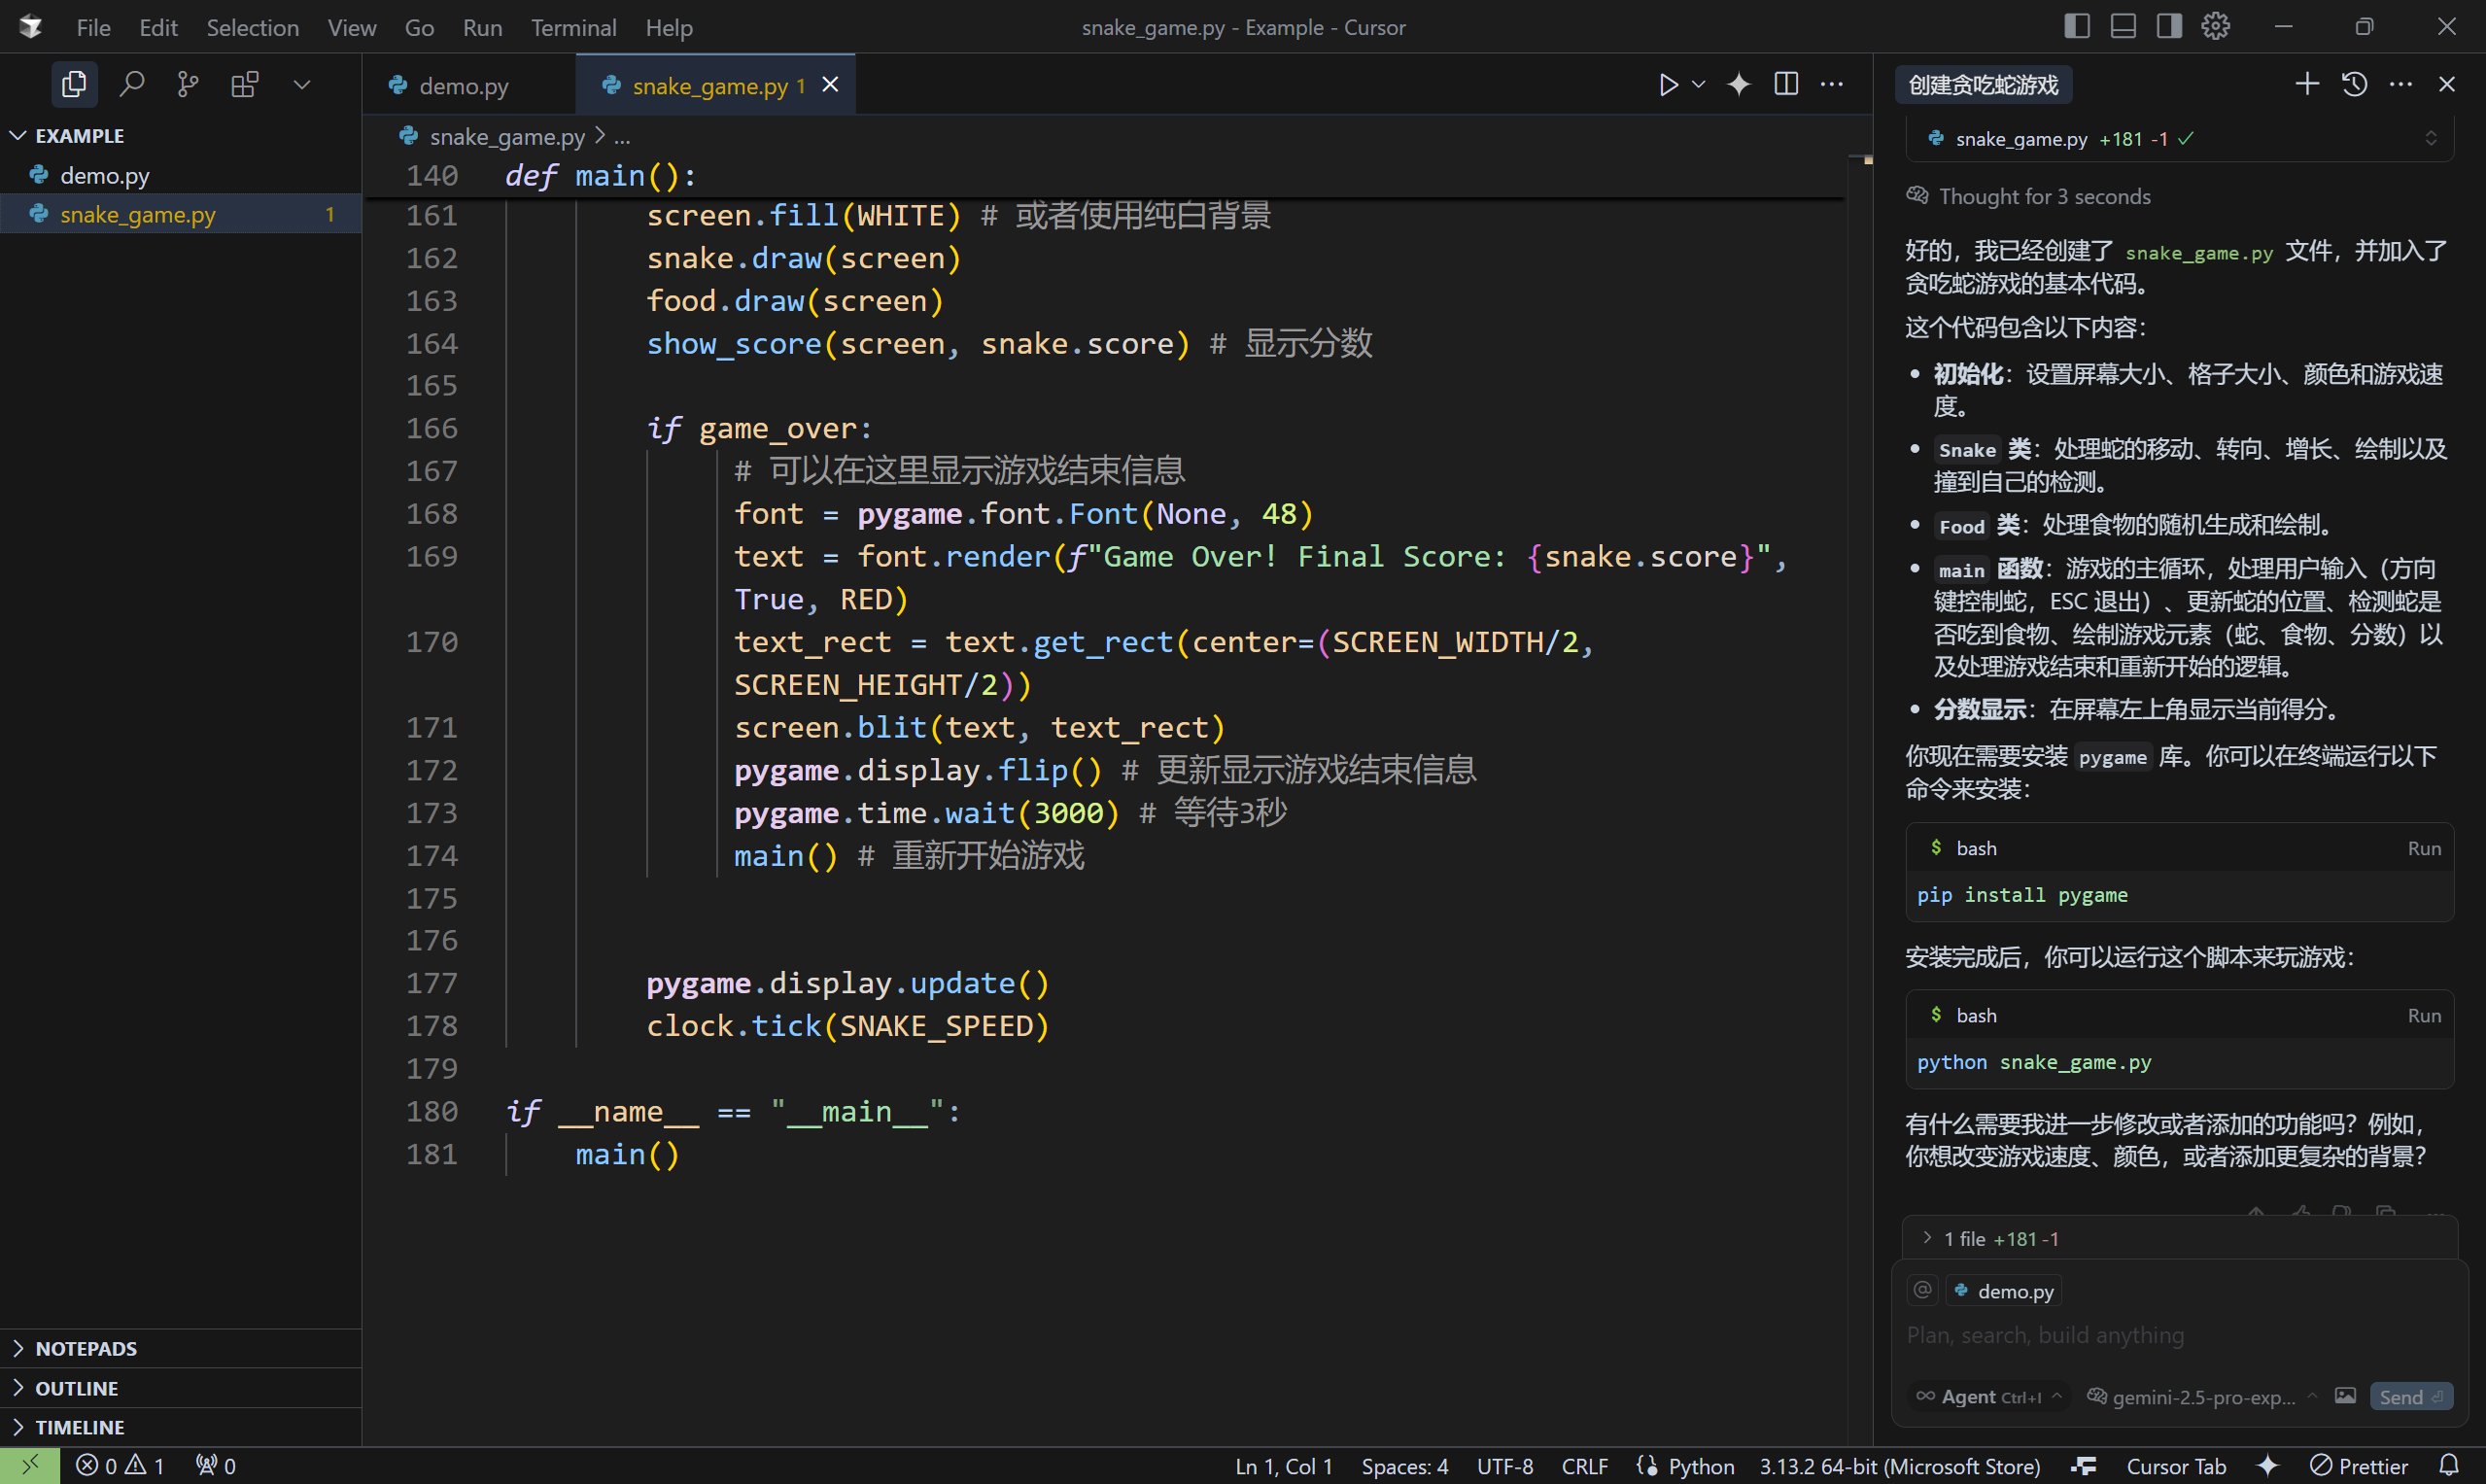 File Edit Selection View Go Run Terminal Help
snake_game.py - Example - Cursor
EXAMPLE
demo.py
snake_game.py 1
NOTEPADS
OUTLINE
TIMELINE
demo.py
snake_game.py 1
snake_game.py > ...
140 def main():
161 screen.fill(WHITE) # 或者使用纯白背景
162 snake.draw(screen)
163 food.draw(screen)
164 show_score(screen, snake.score) # 显示分数
165
166 if game_over:
167 # 可以在这里显示游戏结束信息
168 font = pygame.font.Font(None, 48)
169 text = font.render(f"Game Over! Final Score: {snake.score}",
True, RED)
170 text_rect = text.get_rect(center=(SCREEN_WIDTH/2,
SCREEN_HEIGHT/2))
171 screen.blit(text, text_rect)
172 pygame.display.flip() # 更新显示游戏结束信息
173 pygame.time.wait(3000) # 等待3秒
174 main() # 重新开始游戏
175
176
177 pygame.display.update()
178 clock.tick(SNAKE_SPEED)
179
180 if __name__ == "__main__":
181 main()
创建贪吃蛇游戏
snake_game.py +181 -1
Thought for 3 seconds
好的，我已经创建了 snake_game.py 文件，并加入了
贪吃蛇游戏的基本代码。
这个代码包含以下内容：
• 初始化：设置屏幕大小、格子大小、颜色和游戏速
度。
• Snake 类：处理蛇的移动、转向、增长、绘制以及
撞到自己的检测。
• Food 类：处理食物的随机生成和绘制。
• main 函数：游戏的主循环，处理用户输入（方向
键控制蛇，ESC 退出）、更新蛇的位置、检测蛇是
否吃到食物、绘制游戏元素（蛇、食物、分数）以
及处理游戏结束和重新开始的逻辑。
• 分数显示：在屏幕左上角显示当前得分。
你现在需要安装 pygame 库。你可以在终端运行以下
命令来安装：
$ bash Run
pip install pygame
安装完成后，你可以运行这个脚本来玩游戏：
$ bash Run
python snake_game.py
有什么需要我进一步修改或者添加的功能吗？例如，
你想改变游戏速度、颜色，或者添加更复杂的背景？
1 file +181 -1
@ demo.py
Plan, search, build anything
Agent Ctrl+I gemini-2.5-pro-exp... Send
0 1 0
Ln 1, Col 1 Spaces: 4 UTF-8 CRLF Python 3.13.2 64-bit (Microsoft Store) Cursor Tab Prettier